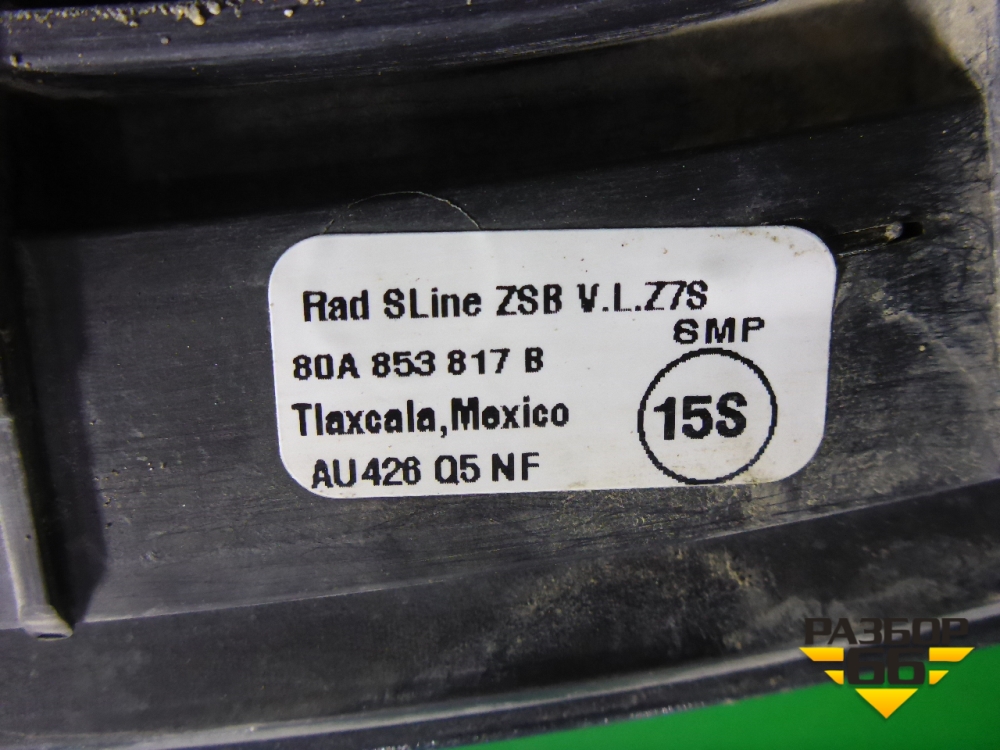 Rad SLine ZSB V.L.Z7S
SMP
80A 853 817 B
Tlaxcala,Mexico
15S
AU426 Q5 NF
РАЗБОР
66